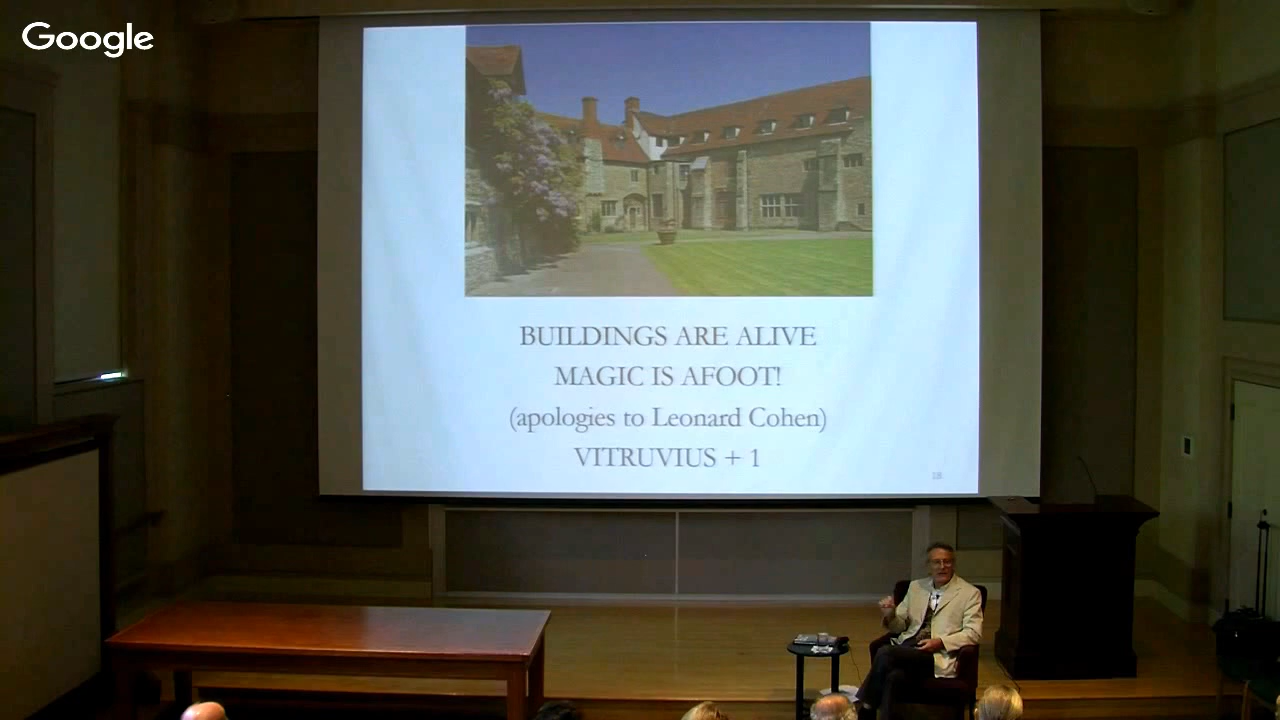 Google
BUILDINGS ARE ALIVE
MAGIC IS AFOOT!
(apologies to Leonard Cohen)
VITRUVIUS + 1